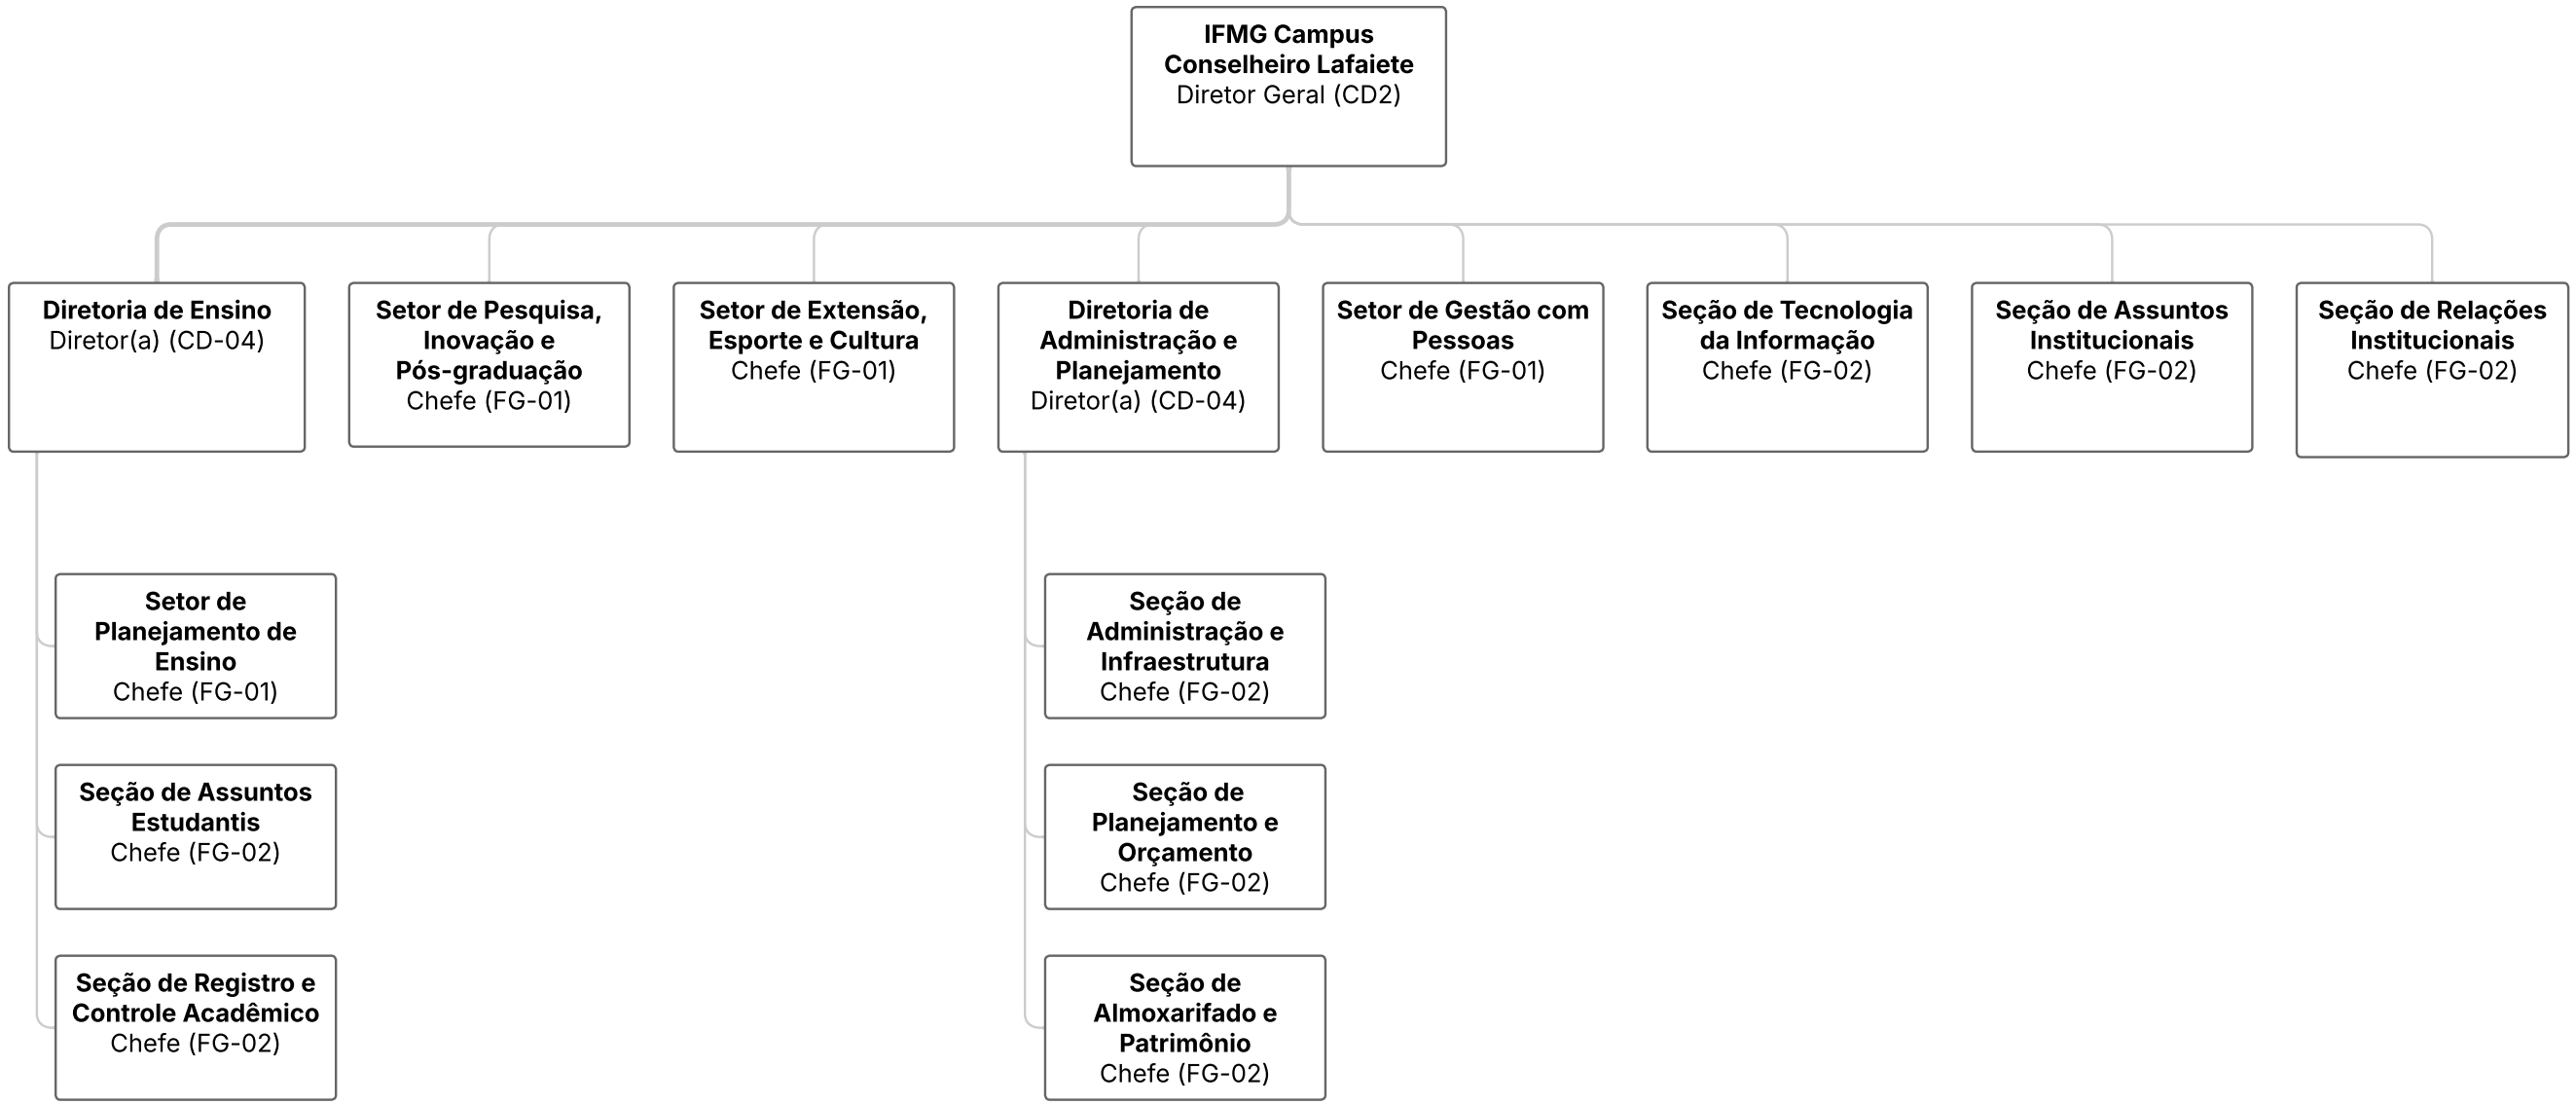 IFMG Campus
Conselheiro Lafaiete
Diretor Geral (CD2)
Diretoria de Ensino
Diretor(a) (CD-04)
Setor de Pesquisa,
Inovação e
Pós-graduação
Chefe (FG-01)
Setor de Extensão,
Esporte e Cultura
Chefe (FG-01)
Diretoria de
Administração e
Planejamento
Diretor(a) (CD-04)
Setor de Gestão com
Pessoas
Chefe (FG-01)
Seção de Tecnologia
da Informação
Chefe (FG-02)
Seção de Assuntos
Institucionais
Chefe (FG-02)
Seção de Relações
Institucionais
Chefe (FG-02)
Setor de
Planejamento de
Ensino
Chefe (FG-01)
Seção de Assuntos
Estudantis
Chefe (FG-02)
Seção de Registro e
Controle Acadêmico
Chefe (FG-02)
Seção de
Administração e
Infraestrutura
Chefe (FG-02)
Seção de
Planejamento e
Orçamento
Chefe (FG-02)
Seção de
Almoxarifado e
Patrimônio
Chefe (FG-02)